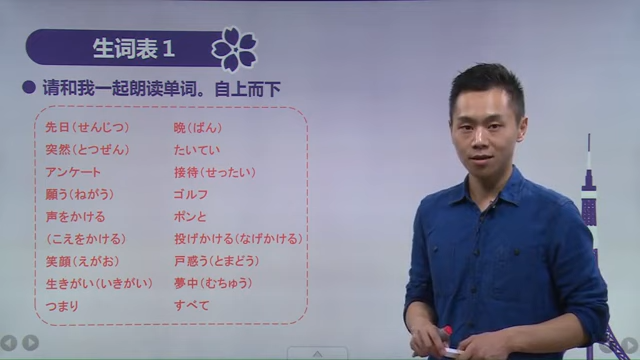 生词表1
请和我一起朗读单词。自上而下
先日(せんじつ)
突然(とつぜん)
アンケート
願う(ねがう)
声をかける
(こえをかける)
笑顔(えがお)
生きがい(いきがい)
つまり
晩(ばん)
たいてい
接待(せったい)
ゴルフ
ポンと
投げかける(なげかける)
戸惑う(とまどう)
夢中(むちゅう)
すべて